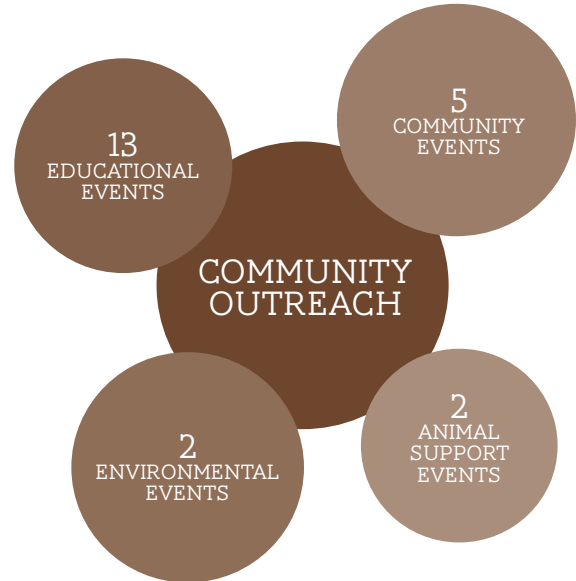 13
EDUCATIONAL
EVENTS
5
COMMUNITY
EVENTS
COMMUNITY
OUTREACH
2
ENVIRONMENTAL
EVENTS
2
ANIMAL
SUPPORT
EVENTS